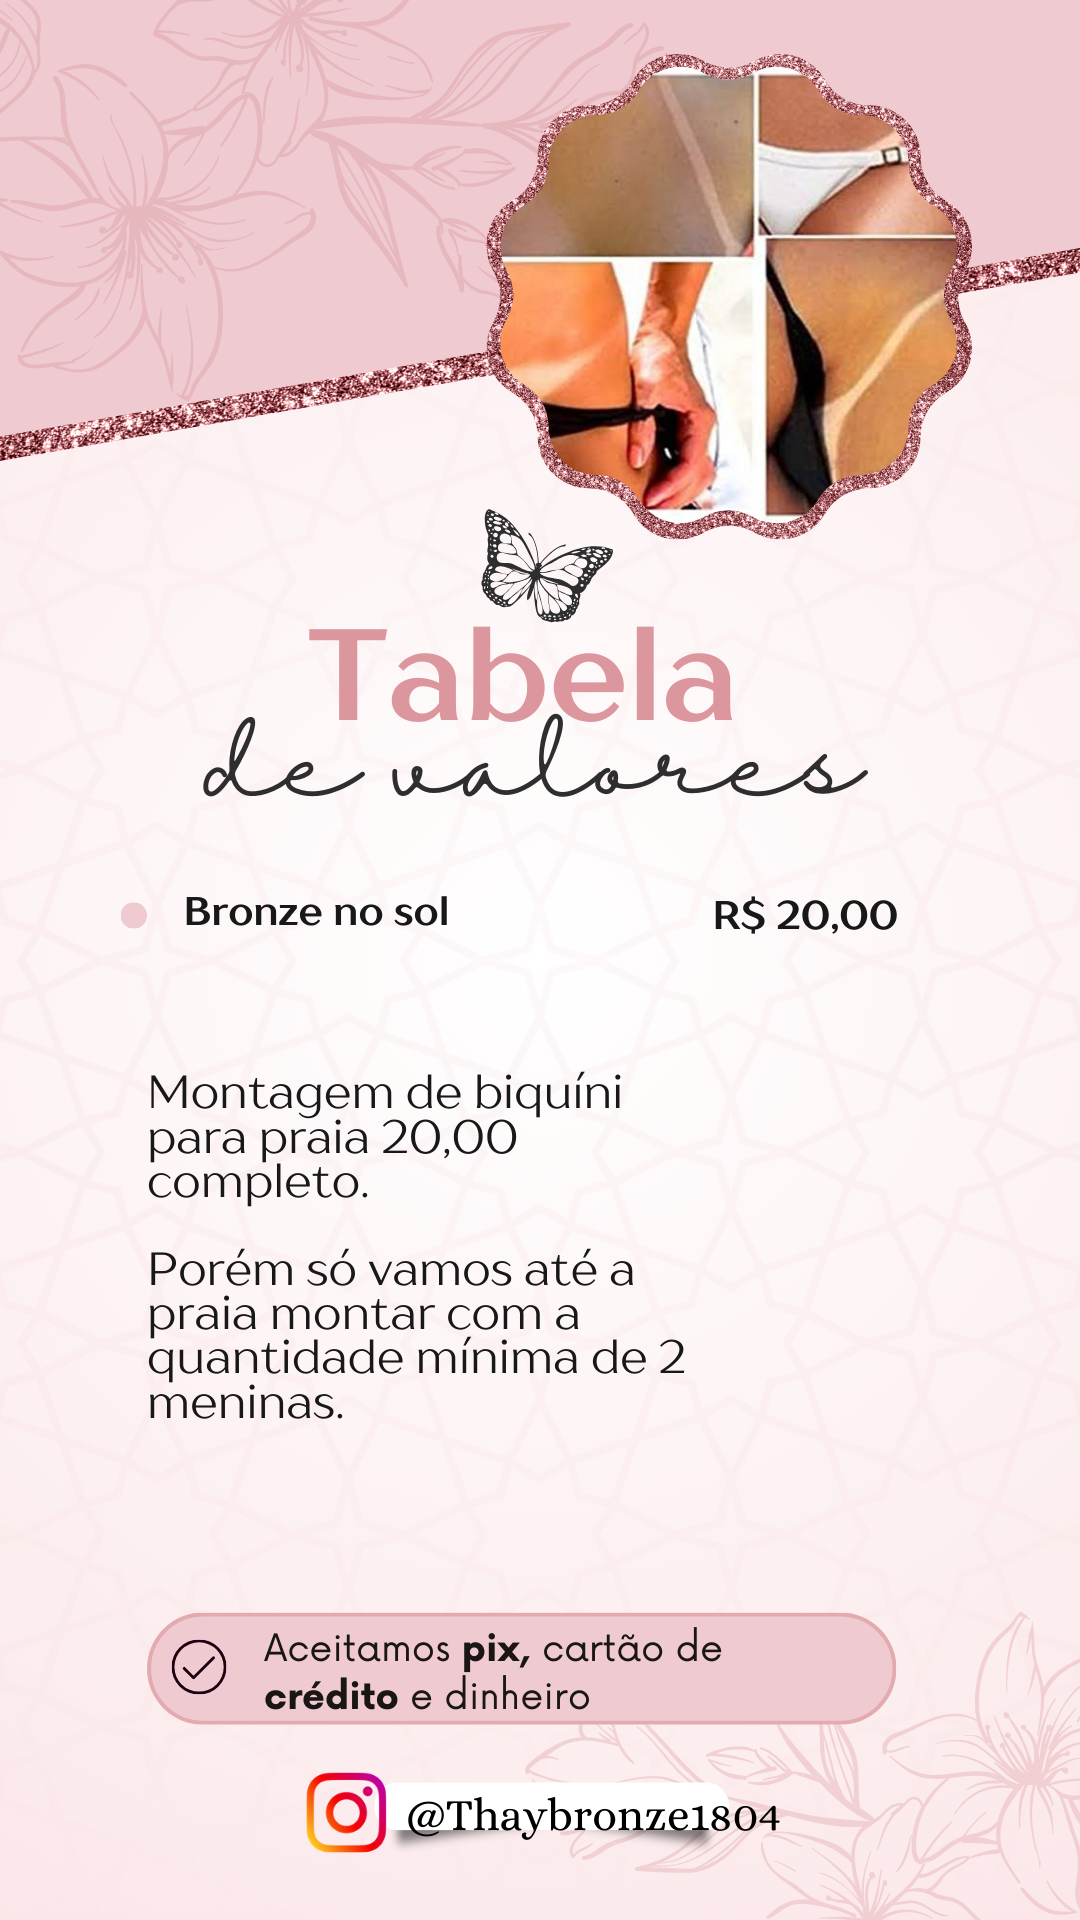 Tabela
de valores
Bronze no sol R$ 20,00
Montagem de biquíni
para praia 20,00
completo.
Porém só vamos até a
praia montar com a
quantidade mínima de 2
meninas.
Aceitamos pix, cartão de
crédito e dinheiro
@Thaybronze1804